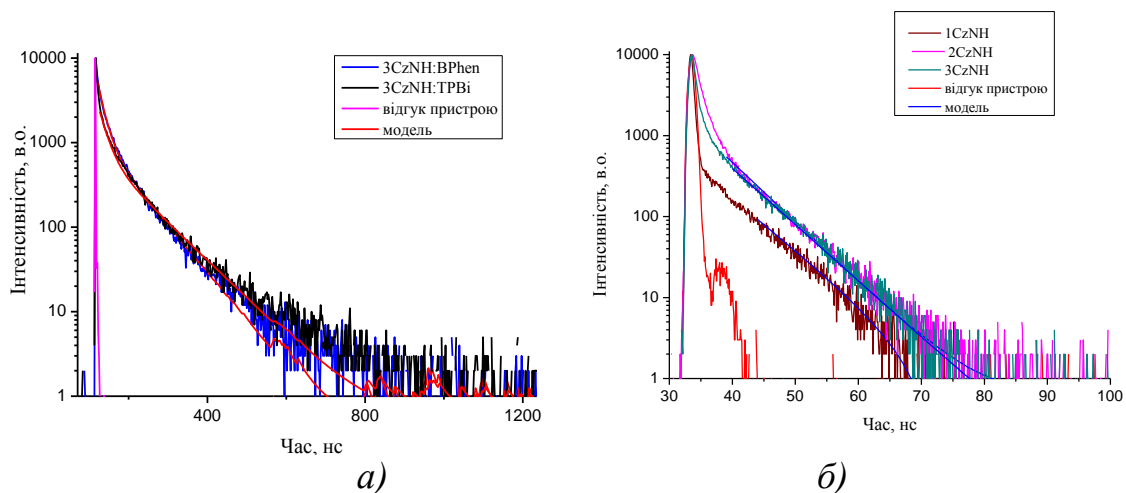 10000
1000
100
10
1
400
800
1200
Інтенсивність, в.о.
Час, нс
3CzNH:BPhen
3CzNH:TPBi
відгук пристрою
модель
а)
10000
1000
100
10
1
30
40
50
60
70
80
90
100
Інтенсивність, в.о.
Час, нс
1CzNH
2CzNH
3CzNH
відгук пристрою
модель
б)